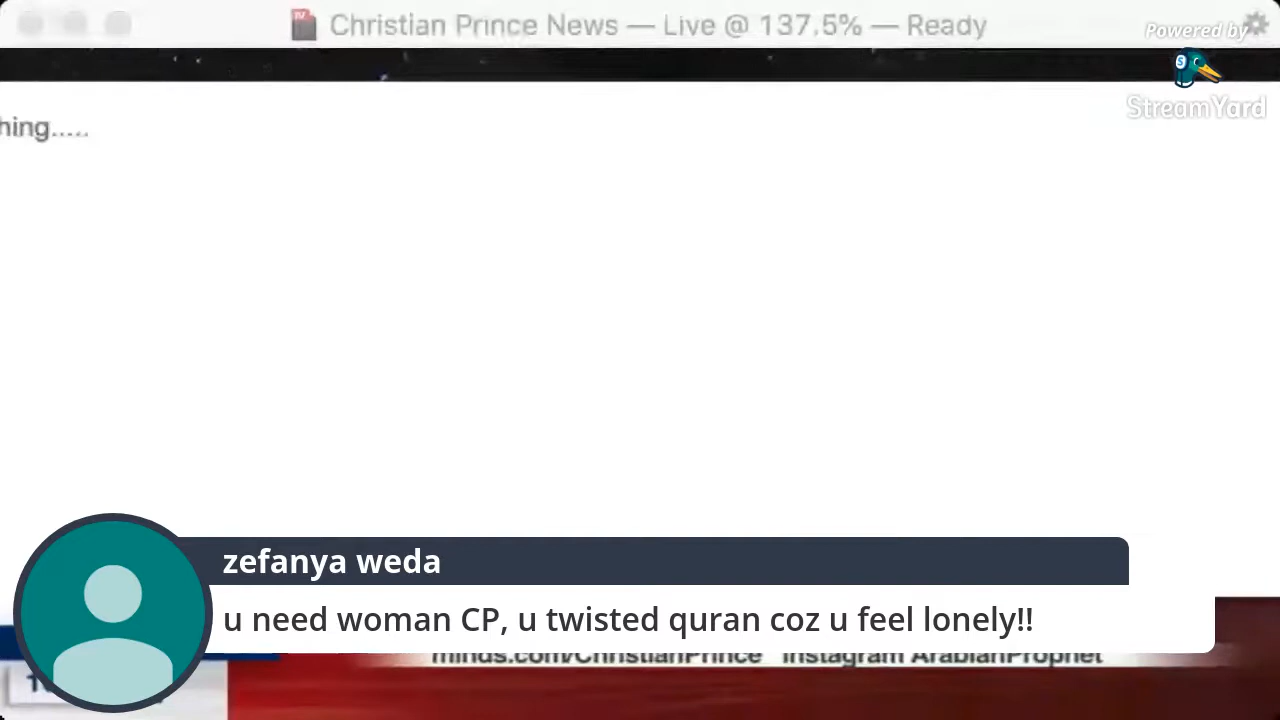 Christian Prince News — Live @ 137.5% — Ready
Powered by
StreamYard
hing.....
zefanya weda
u need woman CP, u twisted quran coz u feel lonely!!
minds.com/ChristianPrince Instagram ArabianProphet